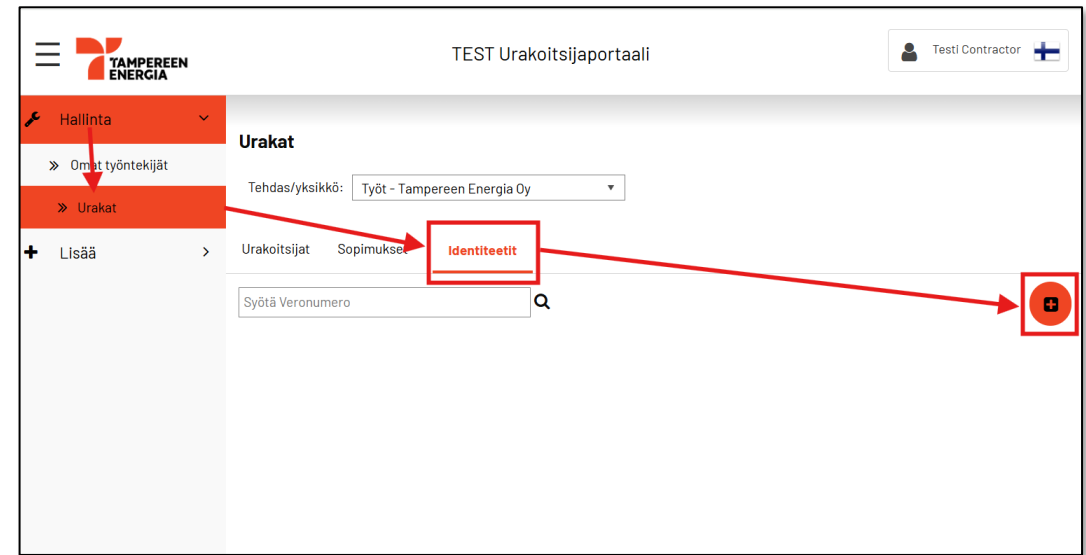 TAMPEREEN
ENERGIA
TEST Urakoitsijaportaali
Testi Contractor
Hallinta
Omat työntekijät
Urakat
Lisää
Urakat
Tehdas/yksikkö: Työt - Tampereen Energia Oy
Urakoitsijat Sopimukset Identiteetit
Syötä Veronumero